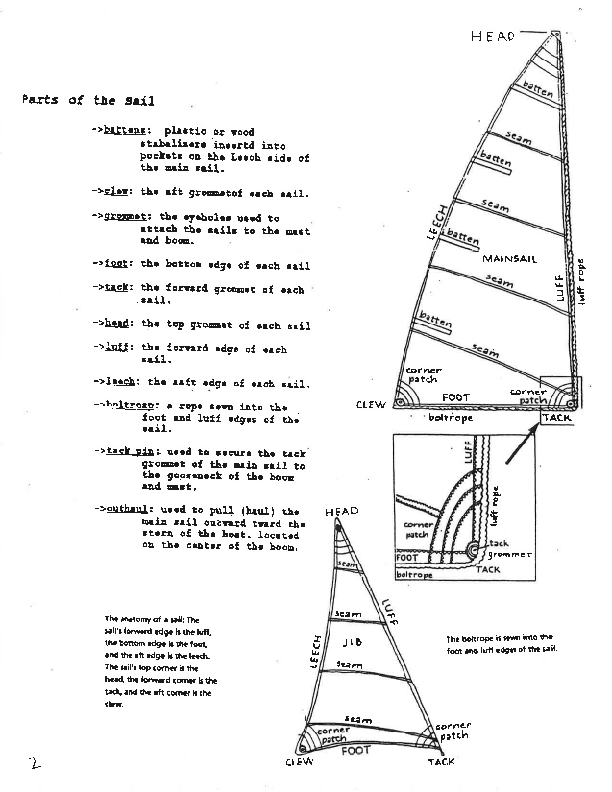 Parts of the Sail
->battens: plastic or wood
stabalizers insertd into
pockets on the Leech side of
the main sail.
->clew: the aft grommetof each sail.
->grommet: the eyeholes used to
attach the sails to the mast
and boom.
->foot: the bottom edge of each sail
->tack: the forward grommet of each
sail.
->head: the top grommet of each sail
->luff: the forward edge of each
sail.
->leech: the aaft edge of each sail.
->boltrope: a rope sewn into the
foot and luff edges of the
sail.
->tack pin: used to secure the tack
grommet of the main sail to
the gooseneck of the boom
and mast.
->outhaul: used to pull (haul) the
main sail outward tward the
stern of the boat. located
on the center of the boom.
The anatomy of a sail: The
sail's forward edge is the luff,
the bottom edge is the foot,
and the aft edge is the leech.
The sail's top corner is the
head, the forward corner is the
tack, and the aft corner is the
clew.
2
HEAD
batten
seam
batten
seam
LEECH
batten
MAINSAIL
seam
LUFF
luff rope
batten
seam
corner
patch
corner
patch
CLEW
FOOT
boltrope
TACK
LUFF
luff rope
corner
patch
tack
grommet
FOOT
TACK
boltrope
HEAD
seam
seam
LUFF
LEECH
JIB
seam
seam
corner
patch
corner
patch
FOOT
CLEW
TACK
The boltrope is sewn into the
foot and luff edges of the sail.